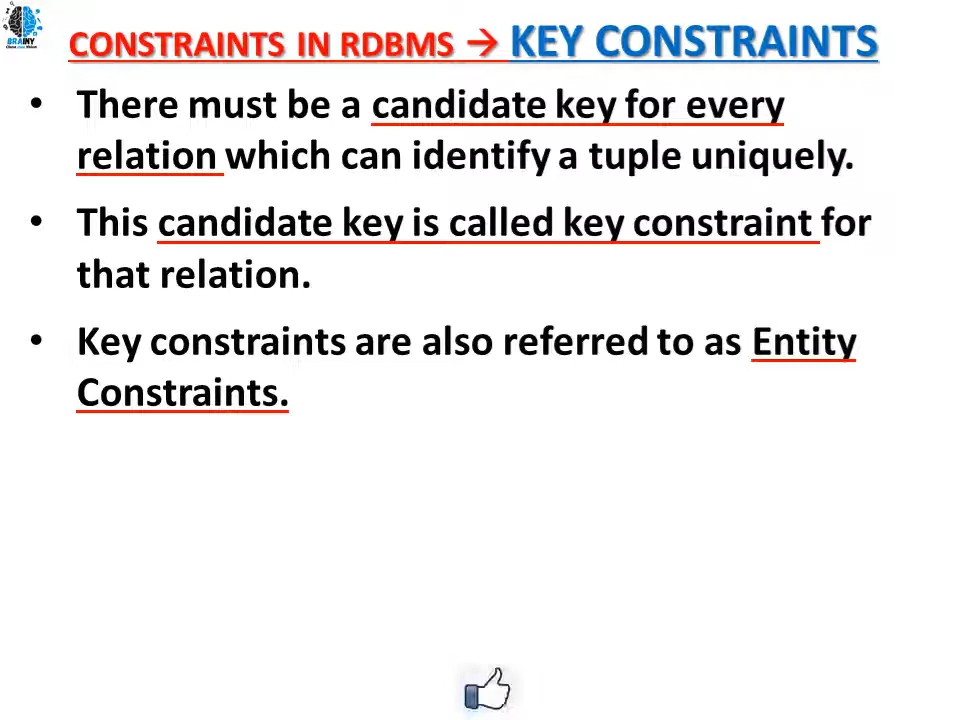 BRAINY
CONSTRAINTS IN RDBMS → KEY CONSTRAINTS
• There must be a candidate key for every
relation which can identify a tuple uniquely.
• This candidate key is called key constraint for
that relation.
• Key constraints are also referred to as Entity
Constraints.